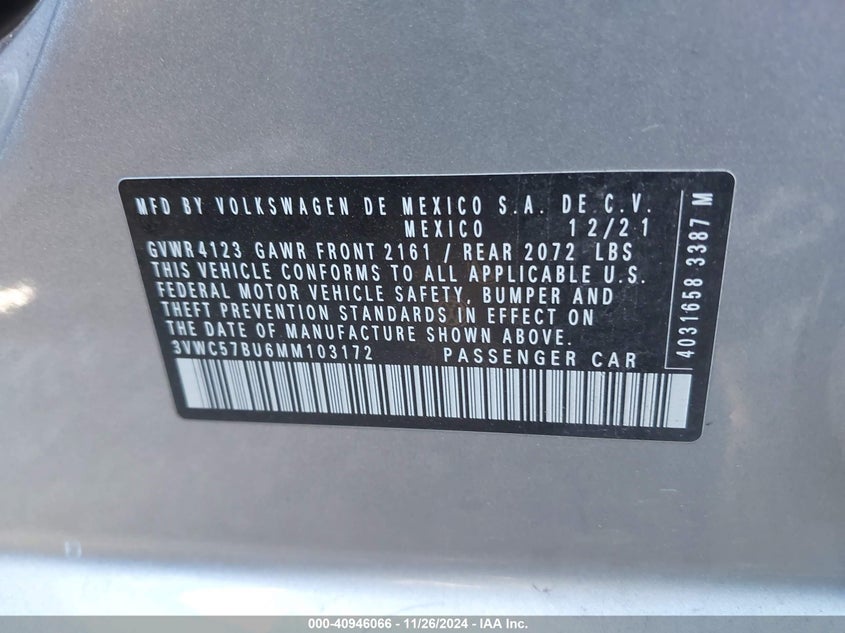 MFD BY VOLKSWAGEN DE MEXICO S.A. DE C.V.
MEXICO 12/21
GVWR4123 GAWR FRONT 2161 / REAR 2072 LBS
THIS VEHICLE CONFORMS TO ALL APPLICABLE U.S.
FEDERAL MOTOR VEHICLE SAFETY, BUMPER AND
THEFT PREVENTION STANDARDS IN EFFECT ON
THE DATE OF MANUFACTURE SHOWN ABOVE.
3VWC57BU6MM103172 PASSENGER CAR
4031658 3387 M
000-40946066 - 11/26/2024 - IAA Inc.